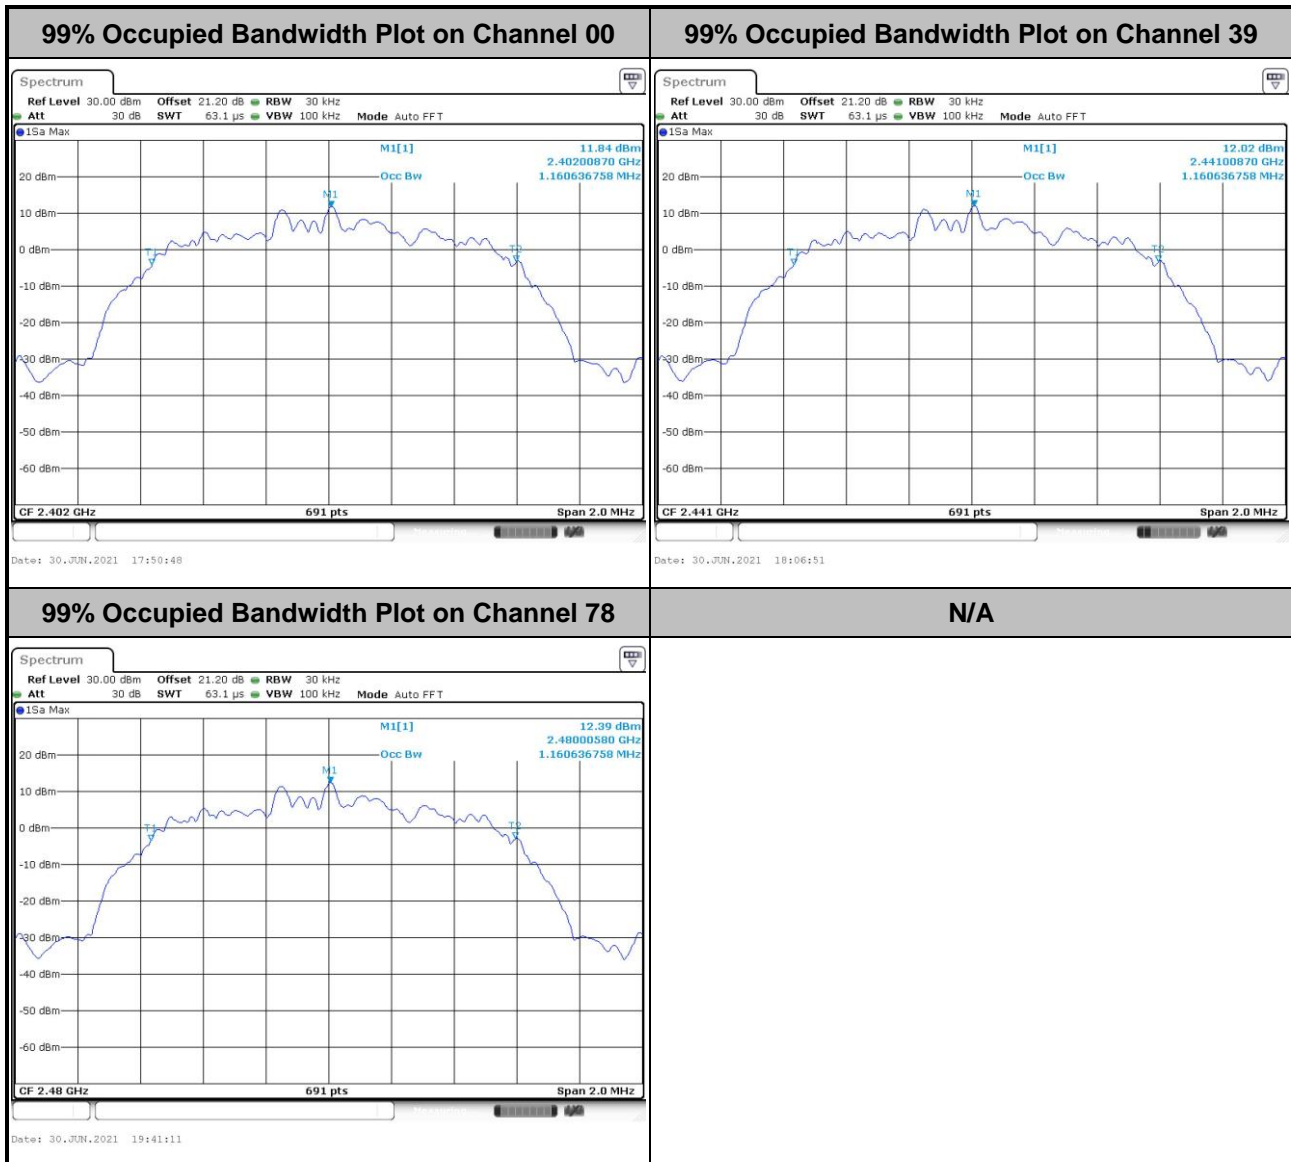 99% Occupied Bandwidth Plot on Channel 00
99% Occupied Bandwidth Plot on Channel 39
Spectrum
Ref Level 30.00 dBm Offset 21.20 dB RBW 30 kHz
Att 30 dB SWT 63.1 µs VBW 100 kHz Mode Auto FFT
1Sa Max
M1[1] 11.84 dBm
2.40200870 GHz
Occ Bw 1.160636758 MHz
20 dBm
M1
10 dBm
0 dBm
T1
T2
-10 dBm
-20 dBm
-30 dBm
-40 dBm
-50 dBm
-60 dBm
CF 2.402 GHz 691 pts Span 2.0 MHz
Date: 30.JUN.2021 17:50:48
Spectrum
Ref Level 30.00 dBm Offset 21.20 dB RBW 30 kHz
Att 30 dB SWT 63.1 µs VBW 100 kHz Mode Auto FFT
1Sa Max
M1[1] 12.02 dBm
2.44100870 GHz
Occ Bw 1.160636758 MHz
20 dBm
M1
10 dBm
0 dBm
T1
T2
-10 dBm
-20 dBm
-30 dBm
-40 dBm
-50 dBm
-60 dBm
CF 2.441 GHz 691 pts Span 2.0 MHz
Date: 30.JUN.2021 18:06:51
99% Occupied Bandwidth Plot on Channel 78
N/A
Spectrum
Ref Level 30.00 dBm Offset 21.20 dB RBW 30 kHz
Att 30 dB SWT 63.1 µs VBW 100 kHz Mode Auto FFT
1Sa Max
M1[1] 12.39 dBm
2.48000580 GHz
Occ Bw 1.160636758 MHz
20 dBm
M1
10 dBm
0 dBm
T1
T2
-10 dBm
-20 dBm
-30 dBm
-40 dBm
-50 dBm
-60 dBm
CF 2.48 GHz 691 pts Span 2.0 MHz
Date: 30.JUN.2021 19:41:11